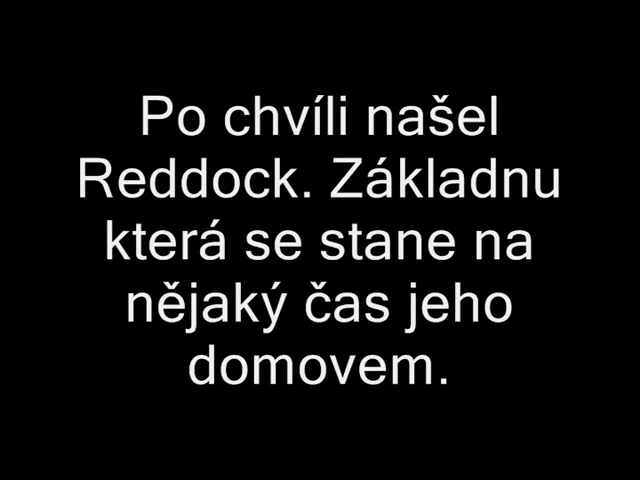 Po chvíli našel
Reddock. Základnu
která se stane na
nějaký čas jeho
domovem.